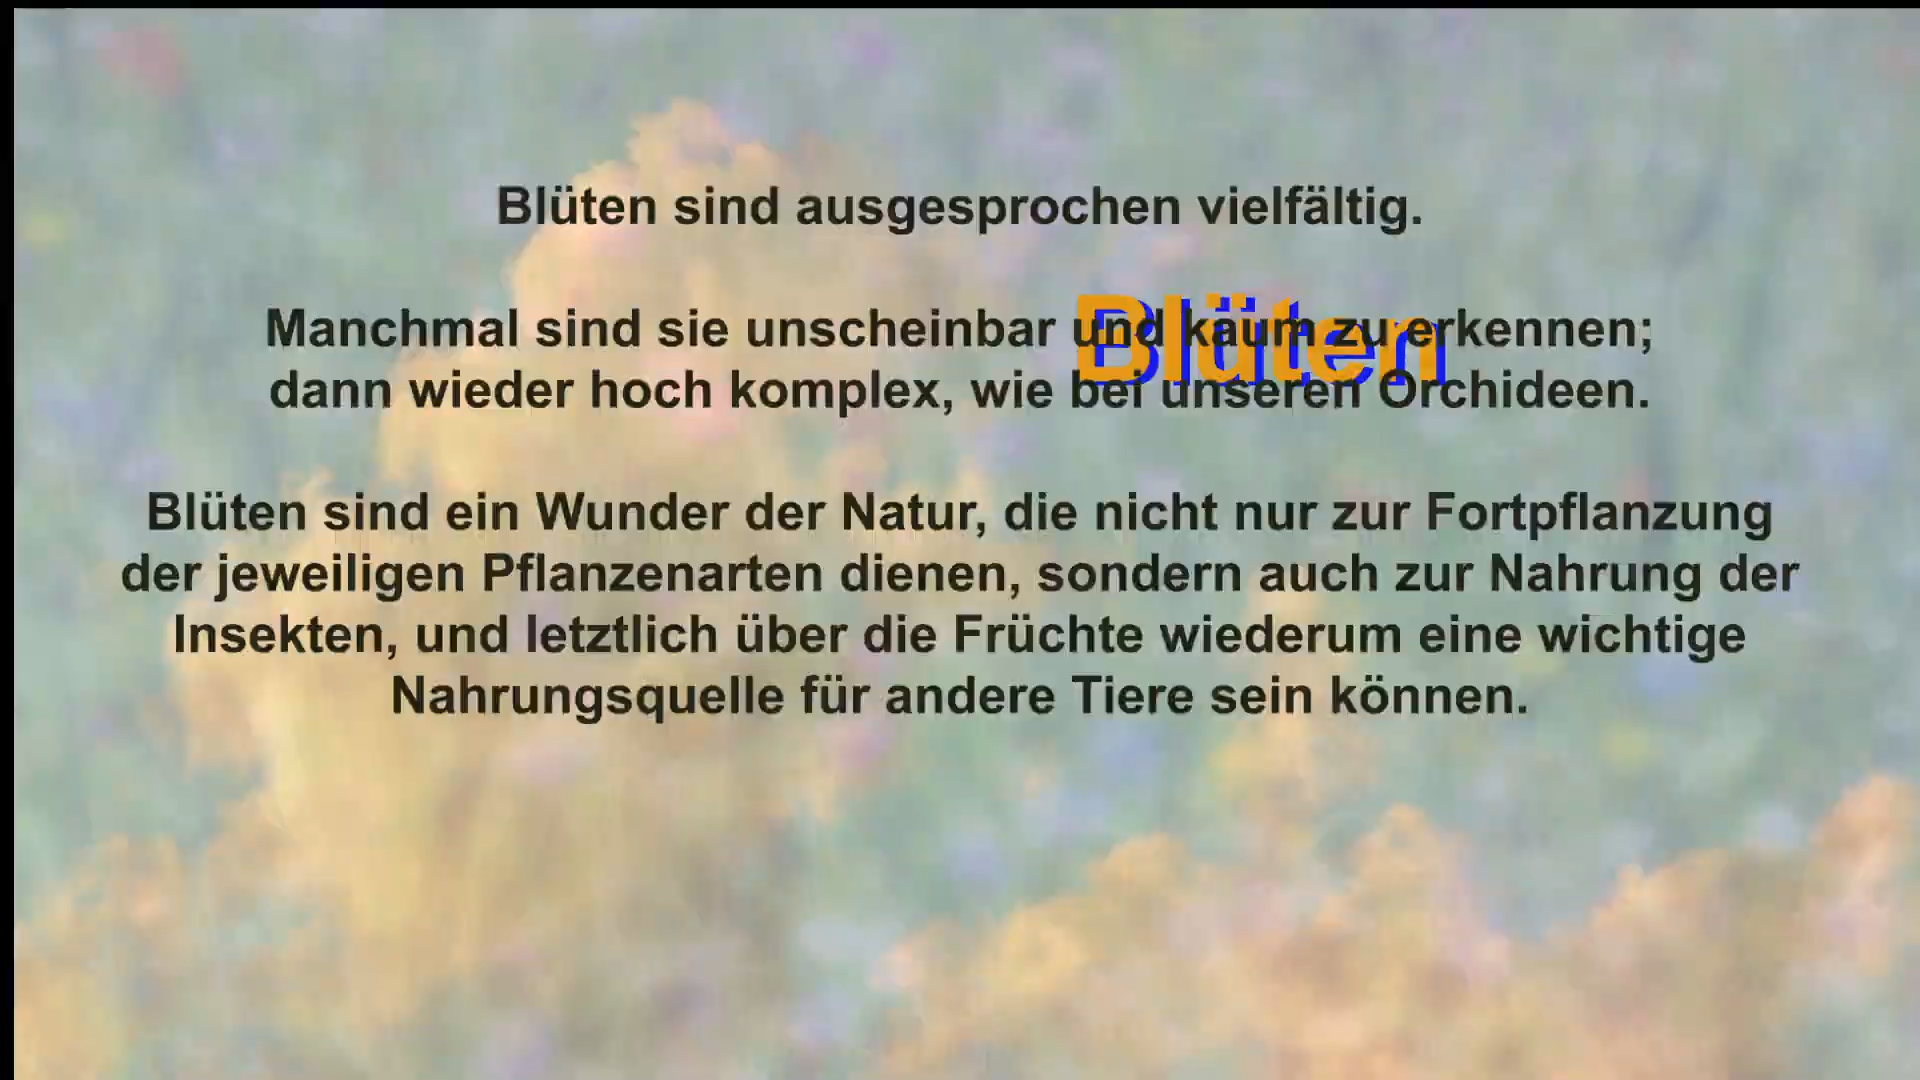 Blüten sind ausgesprochen vielfältig.
Blüten
Manchmal sind sie unscheinbar und kaum zu erkennen;
dann wieder hoch komplex, wie bei unseren Orchideen.
Blüten sind ein Wunder der Natur, die nicht nur zur Fortpflanzung
der jeweiligen Pflanzenarten dienen, sondern auch zur Nahrung der
Insekten, und letztlich über die Früchte wiederum eine wichtige
Nahrungsquelle für andere Tiere sein können.